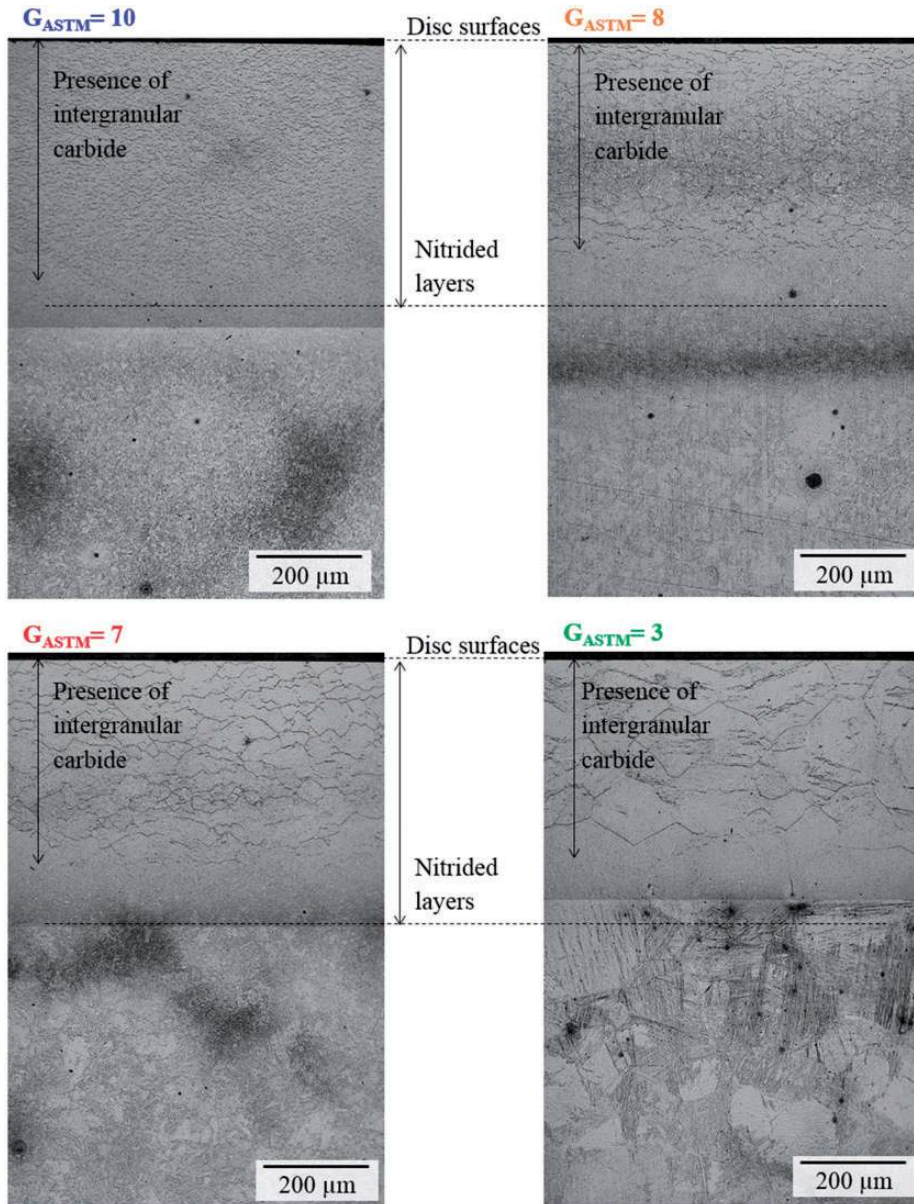 G_ASTM= 10
Disc surfaces
G_ASTM= 8
Presence of
intergranular
carbide
Presence of
intergranular
carbide
Nitrided
layers
200 µm
200 µm
G_ASTM= 7
Disc surfaces
G_ASTM= 3
Presence of
intergranular
carbide
Presence of
intergranular
carbide
Nitrided
layers
200 µm
200 µm